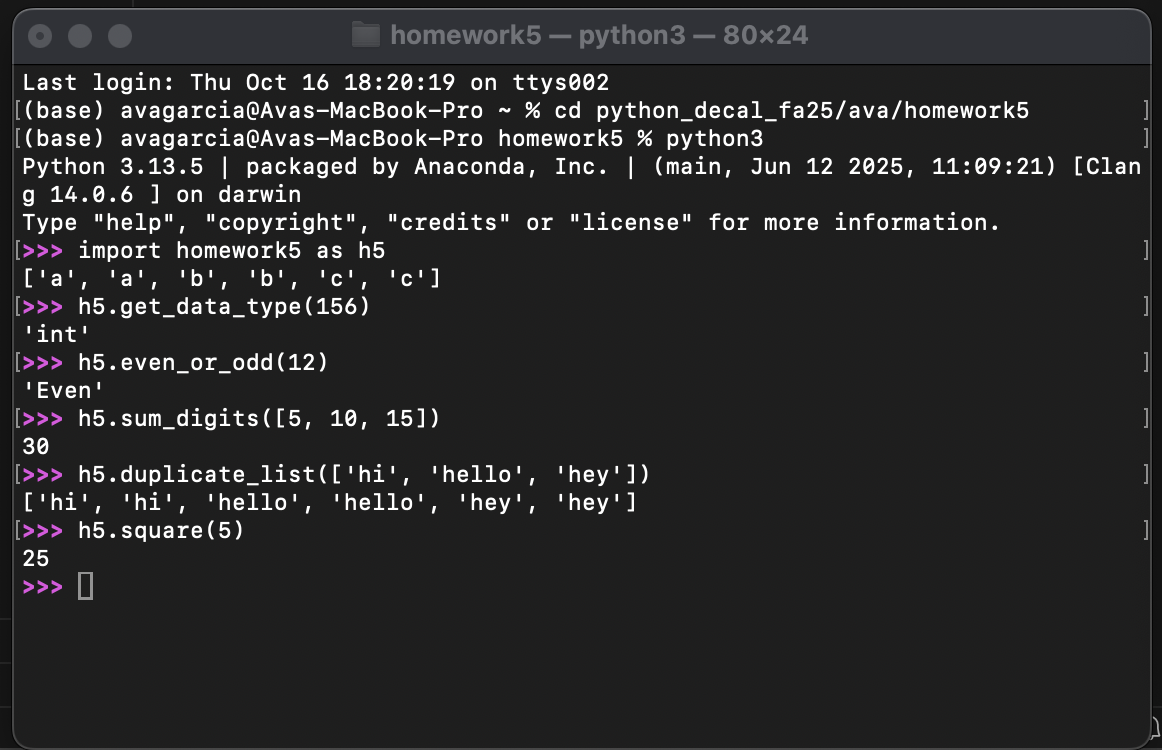 homework5 — python3 — 80×24
Last login: Thu Oct 16 18:20:19 on ttys002
[(base) avagarcia@Avas-MacBook-Pro ~ % cd python_decal_fa25/ava/homework5 ]
[(base) avagarcia@Avas-MacBook-Pro homework5 % python3 ]
Python 3.13.5 | packaged by Anaconda, Inc. | (main, Jun 12 2025, 11:09:21) [Clan
g 14.0.6 ] on darwin
Type "help", "copyright", "credits" or "license" for more information.
[>>> import homework5 as h5 ]
['a', 'a', 'b', 'b', 'c', 'c']
[>>> h5.get_data_type(156) ]
'int'
[>>> h5.even_or_odd(12) ]
'Even'
[>>> h5.sum_digits([5, 10, 15]) ]
30
[>>> h5.duplicate_list(['hi', 'hello', 'hey']) ]
['hi', 'hi', 'hello', 'hello', 'hey', 'hey']
[>>> h5.square(5) ]
25
>>>